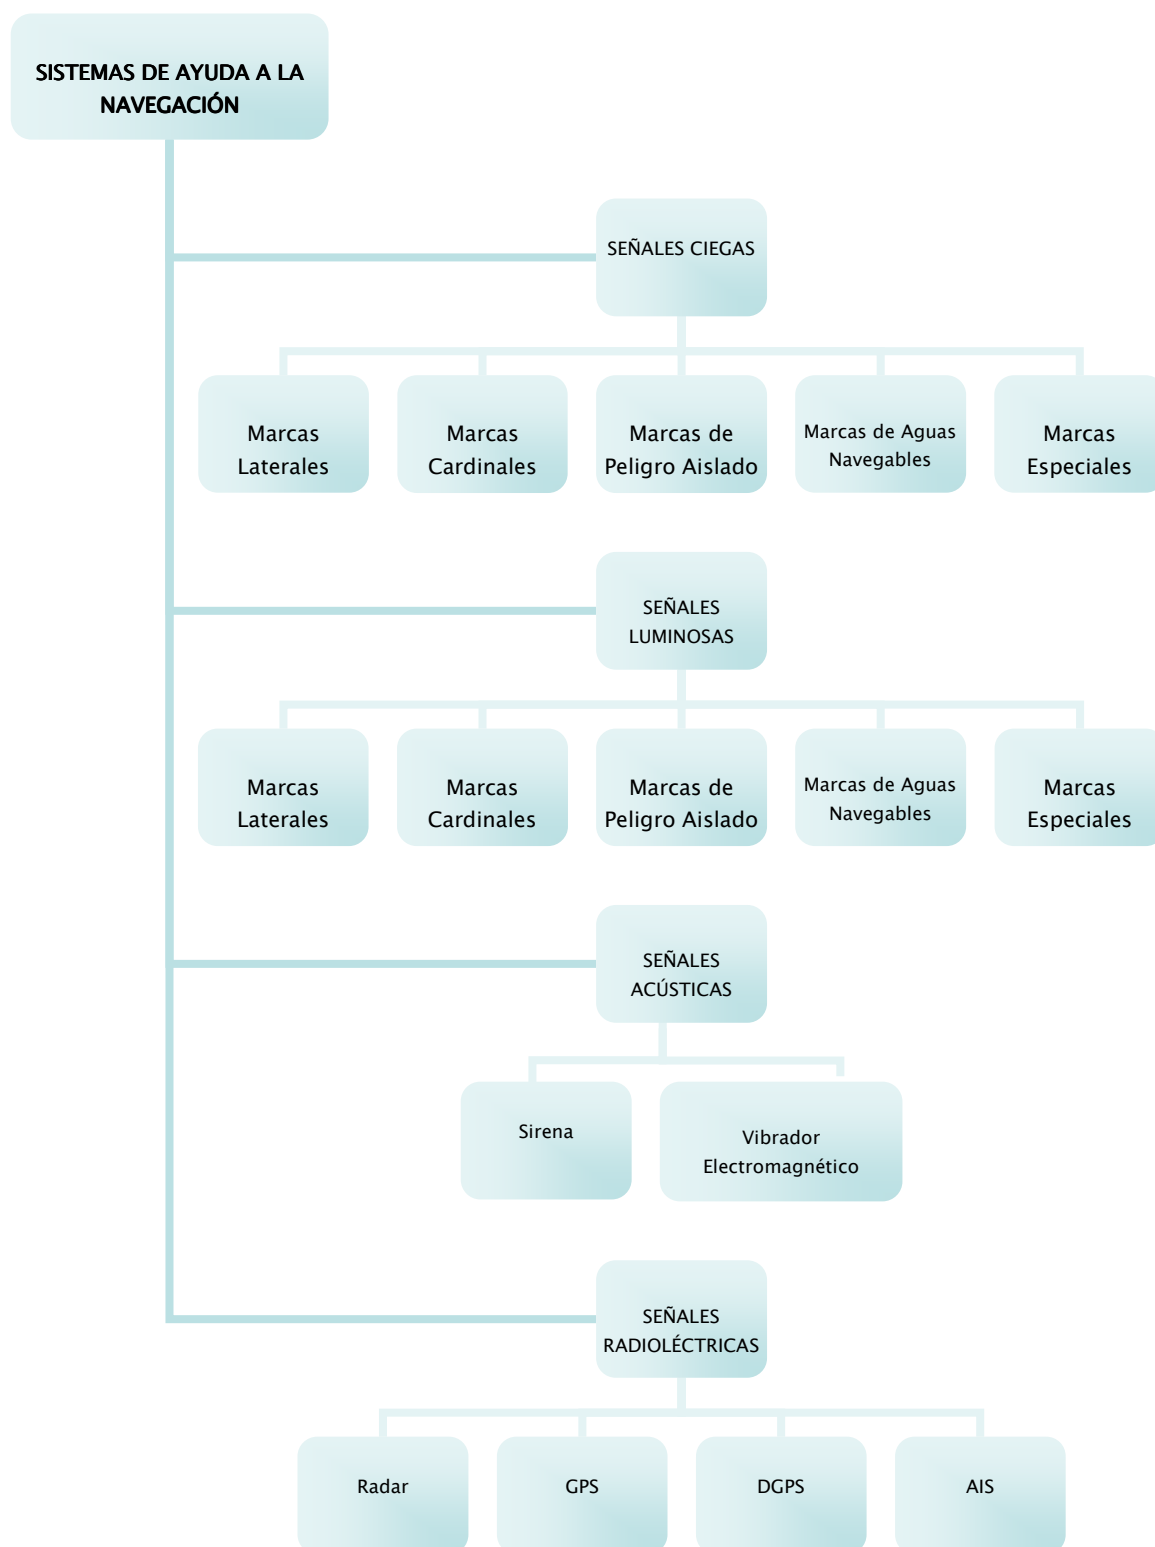 SISTEMAS DE AYUDA A LA
NAVEGACIÓN
SEÑALES CIEGAS
Marcas
Laterales
Marcas
Cardinales
Marcas de
Peligro Aislado
Marcas de Aguas
Navegables
Marcas
Especiales
SEÑALES
LUMINOSAS
Marcas
Laterales
Marcas
Cardinales
Marcas de
Peligro Aislado
Marcas de Aguas
Navegables
Marcas
Especiales
SEÑALES
ACÚSTICAS
Sirena
Vibrador
Electromagnético
SEÑALES
RADIOLÉCTRICAS
Radar
GPS
DGPS
AIS